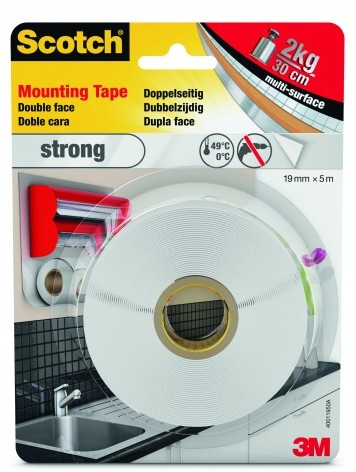 Scotch®
2kg
30 cm
multi-surface
Mounting Tape
Double face
Doble cara
Doppelseitig
Dubbelzijdig
Dupla face
strong
49°C
0°C
19 mm × 5 m
40011950A
3M